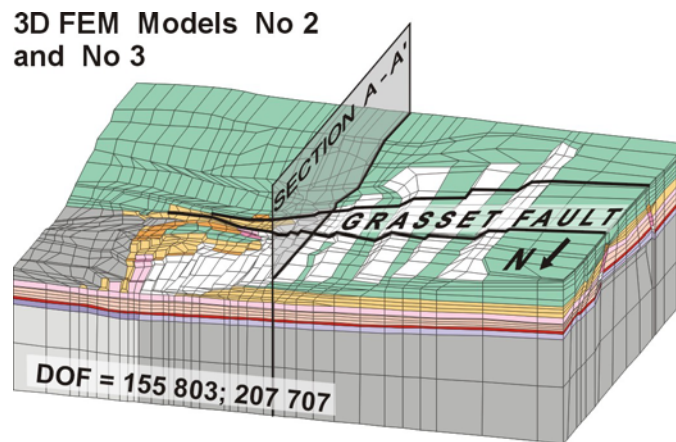 3D FEM Models No 2
and No 3
SECTION A-A'
GRASSET FAULT
N
DOF = 155 803; 207 707